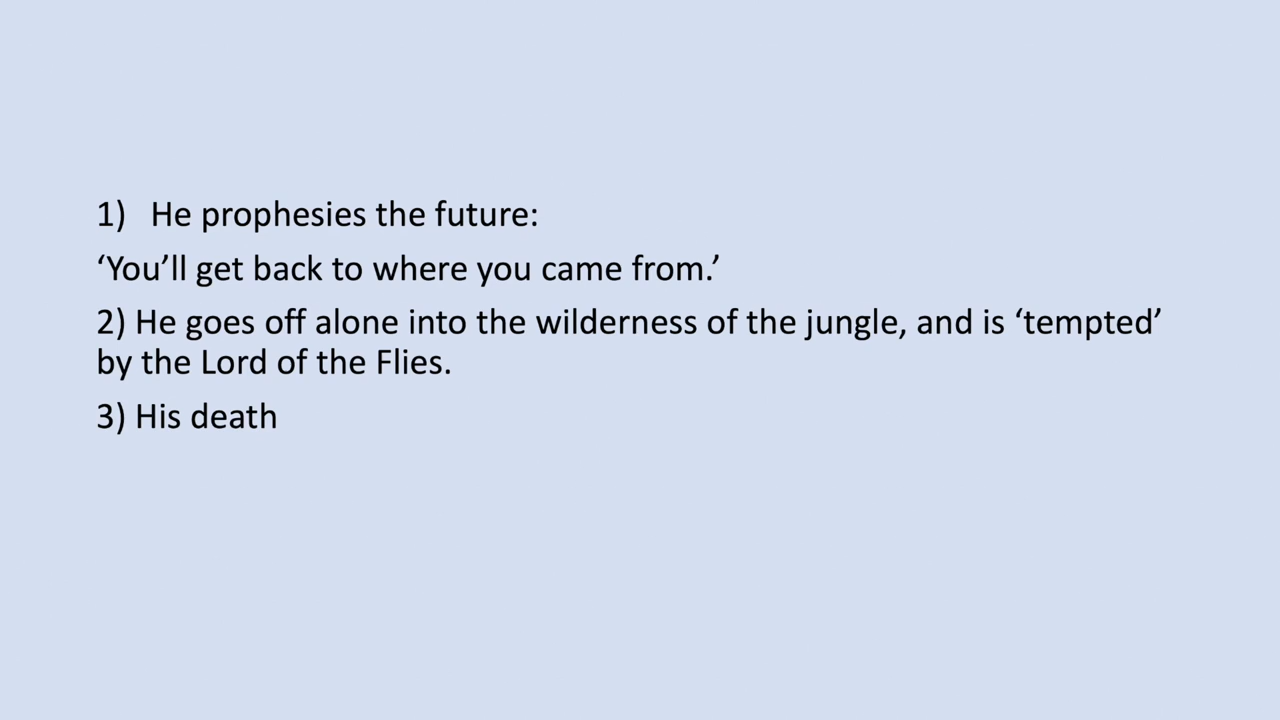 1) He prophesies the future:
‘You’ll get back to where you came from.’
2) He goes off alone into the wilderness of the jungle, and is ‘tempted’
by the Lord of the Flies.
3) His death